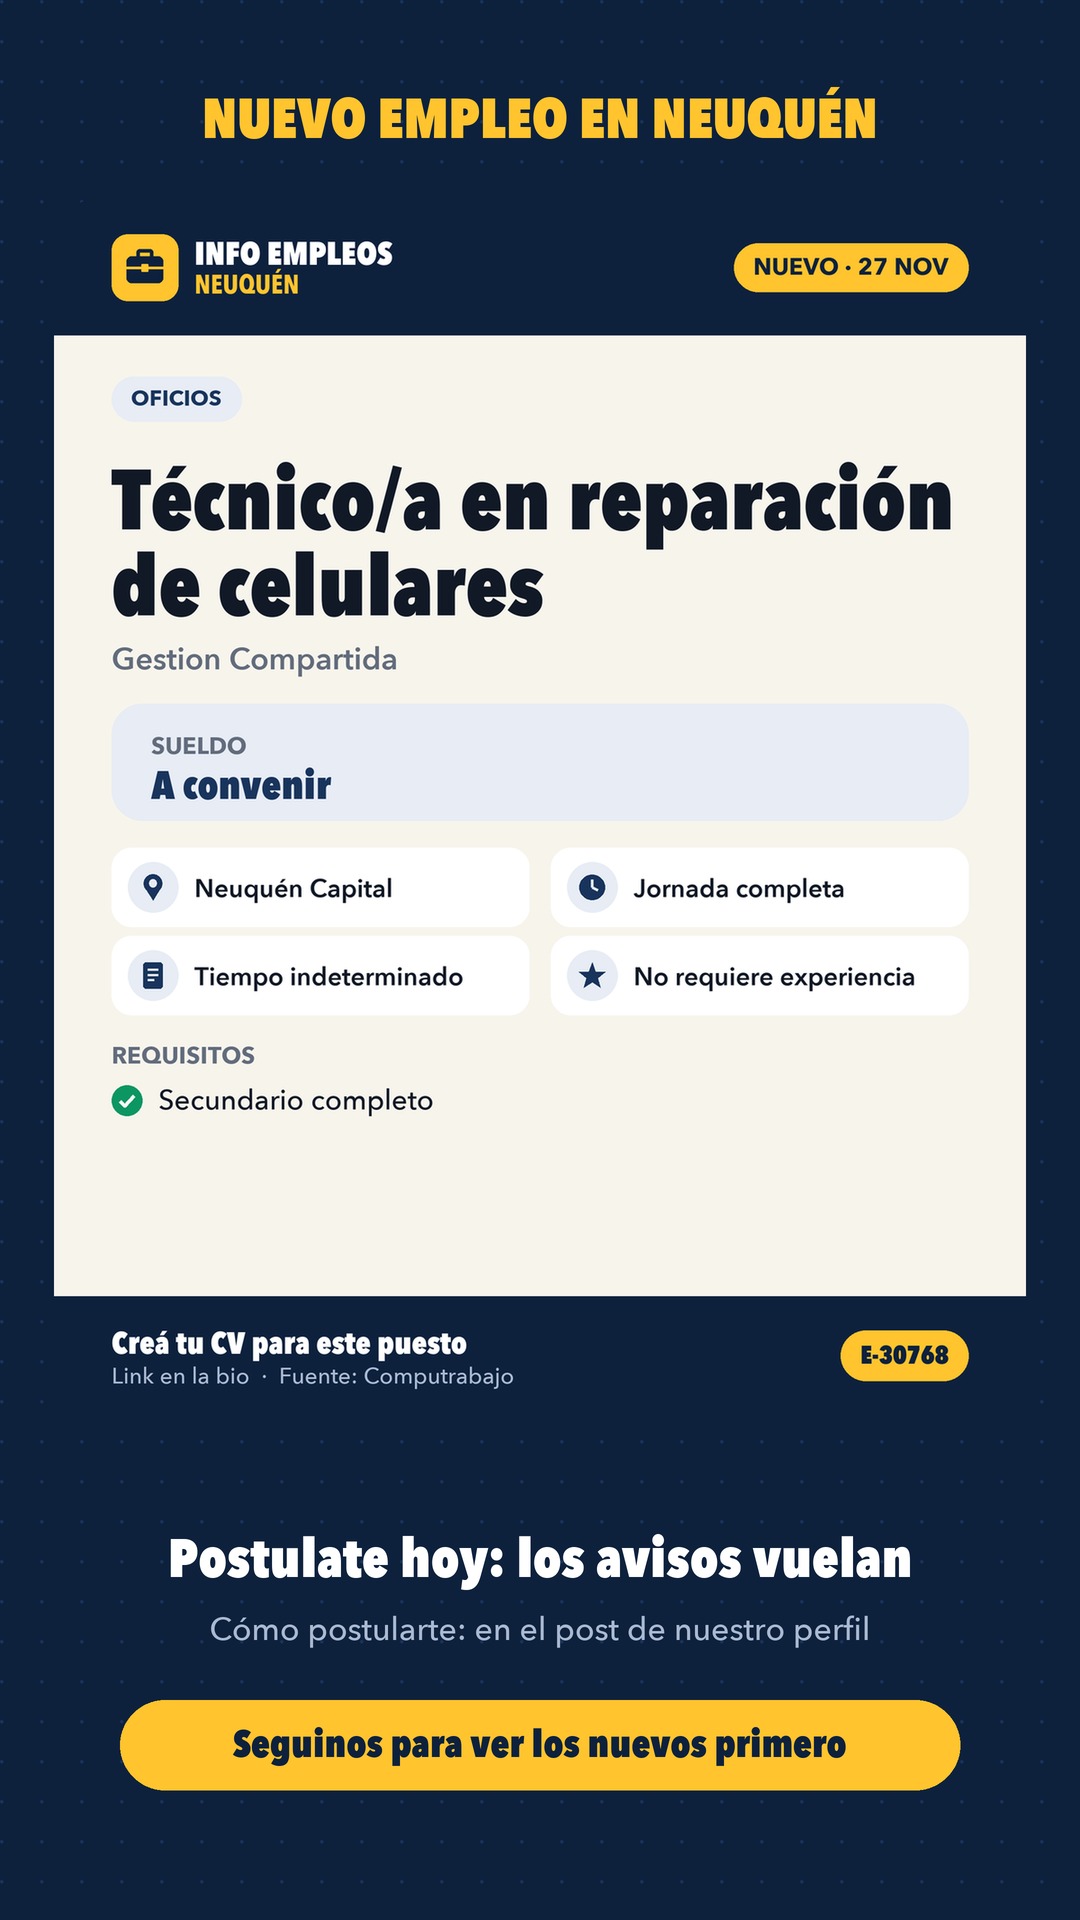 NUEVO EMPLEO EN NEUQUÉN
INFO EMPLEOS
NEUQUÉN
NUEVO · 27 NOV
OFICIOS
Técnico/a en reparación
de celulares
Gestion Compartida
SUELDO
A convenir
Neuquén Capital
Jornada completa
Tiempo indeterminado
No requiere experiencia
REQUISITOS
Secundario completo
Creá tu CV para este puesto
Link en la bio · Fuente: Computrabajo
E-30768
Postulate hoy: los avisos vuelan
Cómo postularte: en el post de nuestro perfil
Seguinos para ver los nuevos primero